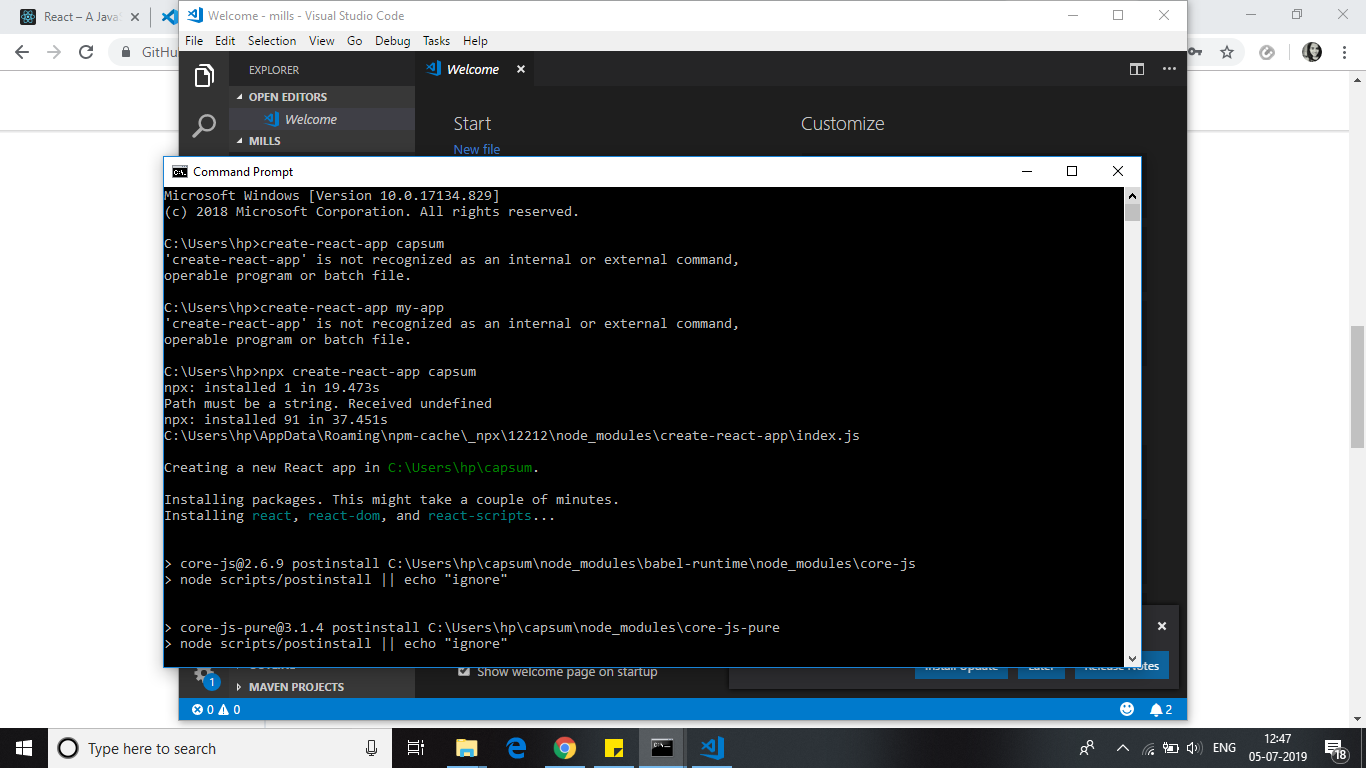 React – A Java
Welcome - mills - Visual Studio Code
GitHu
File Edit Selection View Go Debug Tasks Help
EXPLORER
Welcome
OPEN EDITORS
Welcome
MILLS
Start
Customize
New file
Command Prompt
Microsoft Windows [Version 10.0.17134.829]
(c) 2018 Microsoft Corporation. All rights reserved.
C:\Users\hp>create-react-app capsum
'create-react-app' is not recognized as an internal or external command,
operable program or batch file.
C:\Users\hp>create-react-app my-app
'create-react-app' is not recognized as an internal or external command,
operable program or batch file.
C:\Users\hp>npx create-react-app capsum
npx: installed 1 in 19.473s
Path must be a string. Received undefined
npx: installed 91 in 37.451s
C:\Users\hp\AppData\Roaming\npm-cache\_npx\12212\node_modules\create-react-app\index.js
Creating a new React app in C:\Users\hp\capsum.
Installing packages. This might take a couple of minutes.
Installing react, react-dom, and react-scripts...
> core-js@2.6.9 postinstall C:\Users\hp\capsum\node_modules\babel-runtime\node_modules\core-js
> node scripts/postinstall || echo "ignore"
> core-js-pure@3.1.4 postinstall C:\Users\hp\capsum\node_modules\core-js-pure
> node scripts/postinstall || echo "ignore"
Install Update Later Release Notes
Show welcome page on startup
1
MAVEN PROJECTS
0 0
2
Type here to search
ENG
12:47
05-07-2019
18